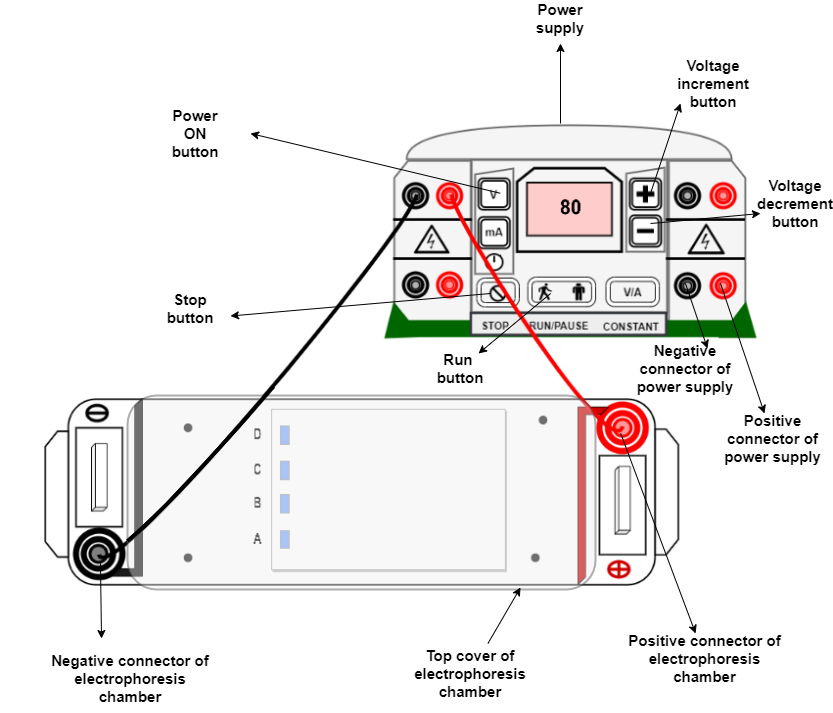 Power
supply
Voltage
increment
button
Power
ON
button
Voltage
decrement
button
V
80
mA
V/A
Stop
button
STOP
RUN/PAUSE
CONSTANT
Run
button
Negative
connector of
power supply
Positive
connector of
power supply
D
C
B
A
Negative connector of
electrophoresis
chamber
Top cover of
electrophoresis
chamber
Positive connector of
electrophoresis
chamber